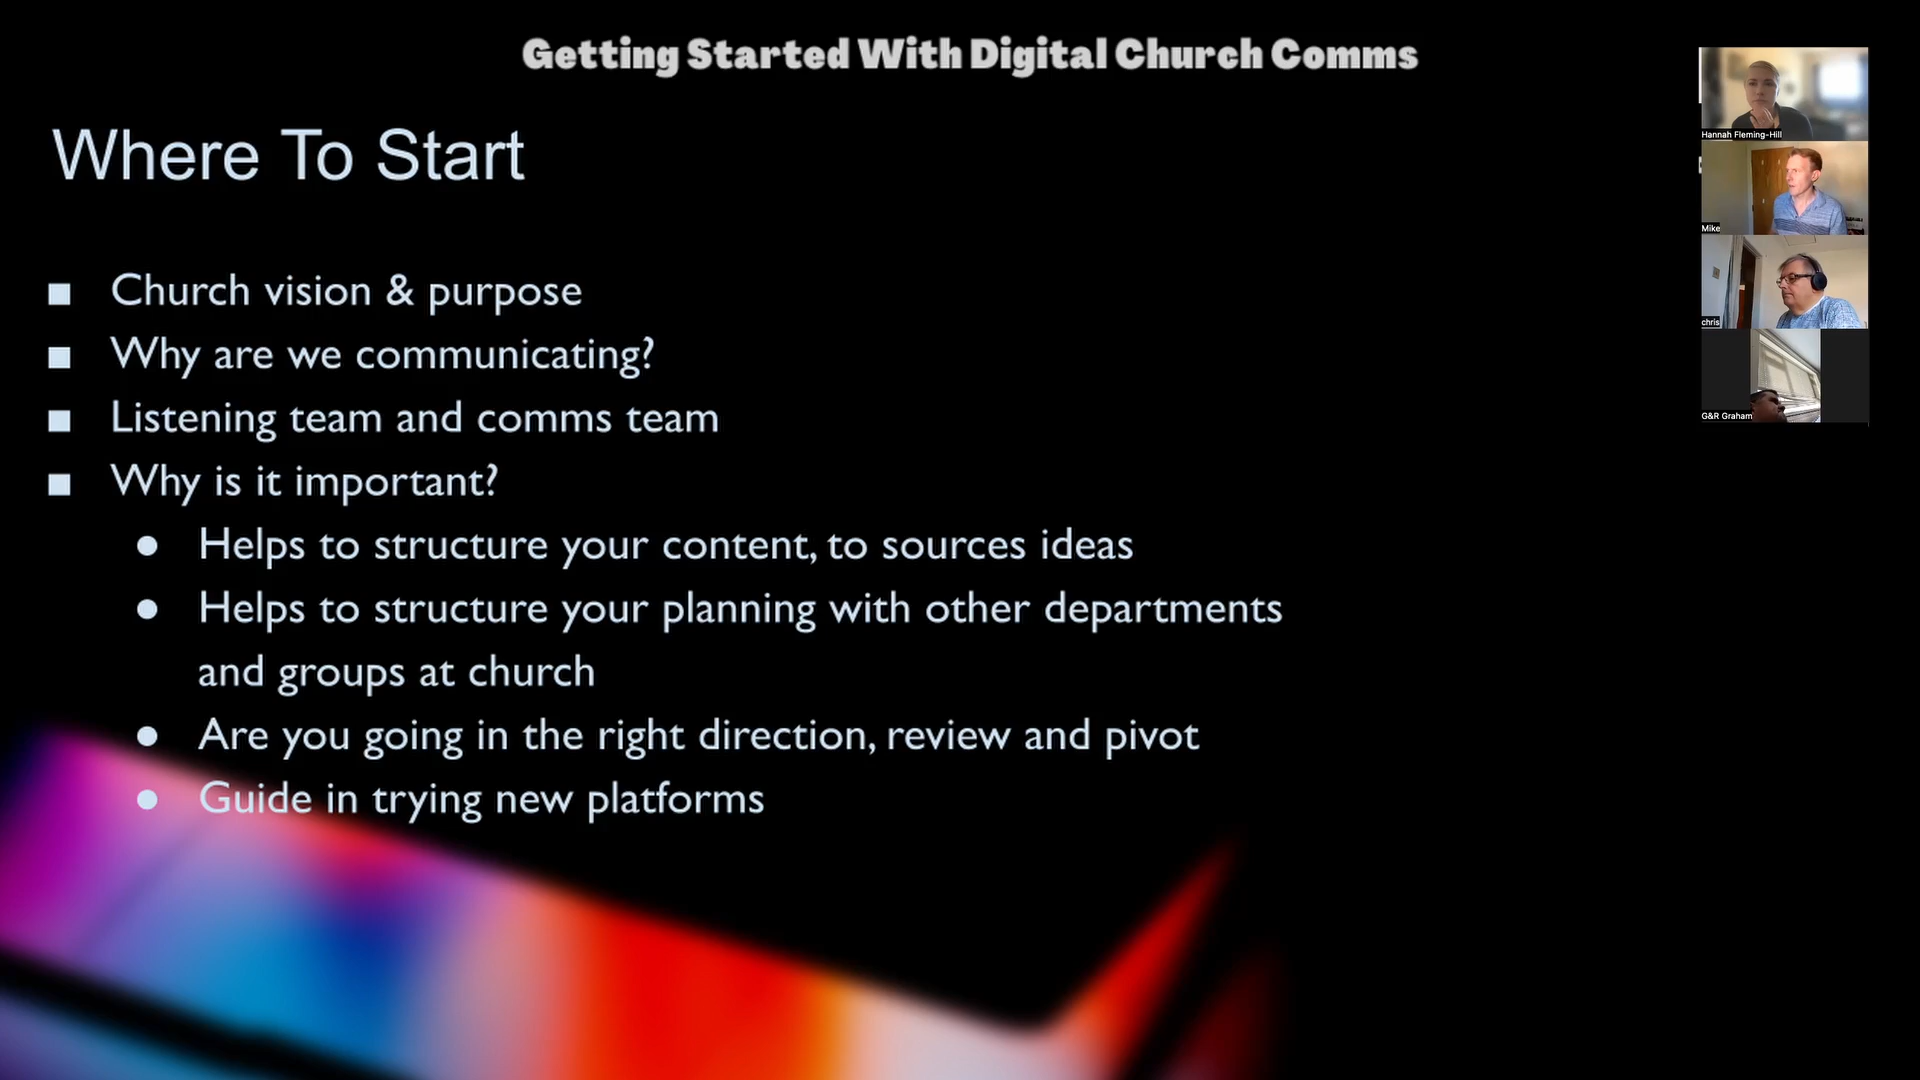 Getting Started With Digital Church Comms
Where To Start
Church vision & purpose
Why are we communicating?
Listening team and comms team
Why is it important?
Helps to structure your content, to sources ideas
Helps to structure your planning with other departments
and groups at church
Are you going in the right direction, review and pivot
Guide in trying new platforms
Hannah Fleming-Hill
Mike
chris
G&R Graham